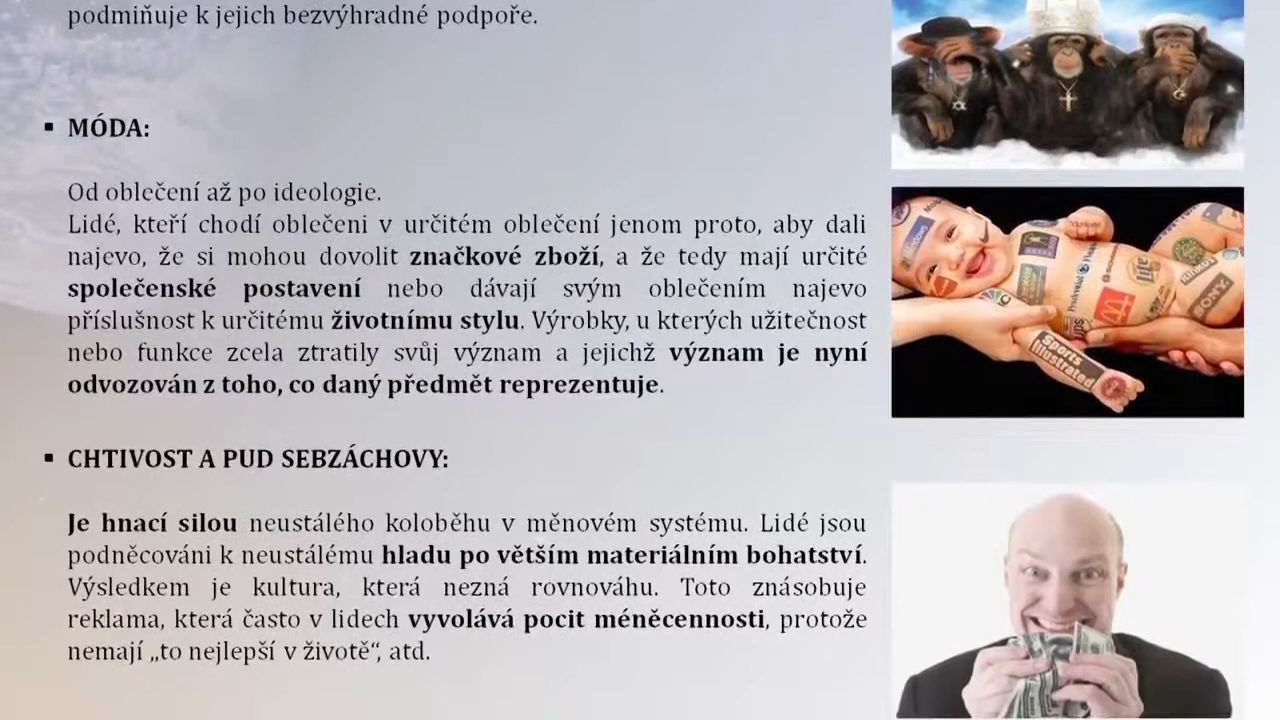 podmiňuje k jejich bezvýhradné podpoře.
▪ MÓDA:
Od oblečení až po ideologie.
Lidé, kteří chodí oblečeni v určitém oblečení jenom proto, aby dali
najevo, že si mohou dovolit značkové zboží, a že tedy mají určité
společenské postavení nebo dávají svým oblečením najevo
příslušnost k určitému životnímu stylu. Výrobky, u kterých užitečnost
nebo funkce zcela ztratily svůj význam a jejichž význam je nyní
odvozován z toho, co daný předmět reprezentuje.
▪ CHTIVOST A PUD SEBZÁCHOVY:
Je hnací silou neustálého koloběhu v měnovém systému. Lidé jsou
podněcováni k neustálému hladu po větším materiálním bohatství.
Výsledkem je kultura, která nezná rovnováhu. Toto znásobuje
reklama, která často v lidech vyvolává pocit méněcennosti, protože
nemají „to nejlepší v životě“, atd.
Windows
Prudential
SONY
Sports
Illustrated